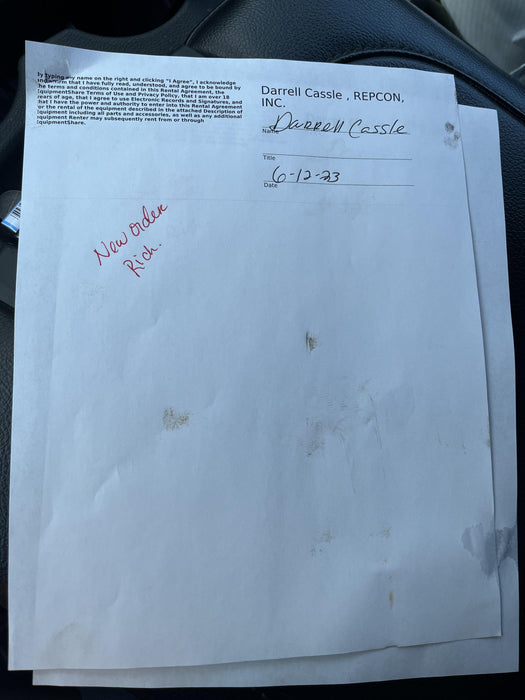 By typing my name on the right and clicking "I Agree", I acknowledge
and affirm that I have fully read, understood, and agree to be bound by
the terms and conditions contained in this Rental Agreement, the
EquipmentShare Terms of Use and Privacy Policy, that I am over 18
years of age, that I agree to use Electronic Records and Signatures, and
that I have the power and authority to enter into this Rental Agreement
for the rental of the equipment described in the attached Description of
Equipment including all parts and accessories, as well as any additional
equipment Renter may subsequently rent from or through
EquipmentShare.
Darrell Cassle , REPCON,
INC.
Darrell Cassle
Name
Title
6-12-23
Date
New order
Rich.